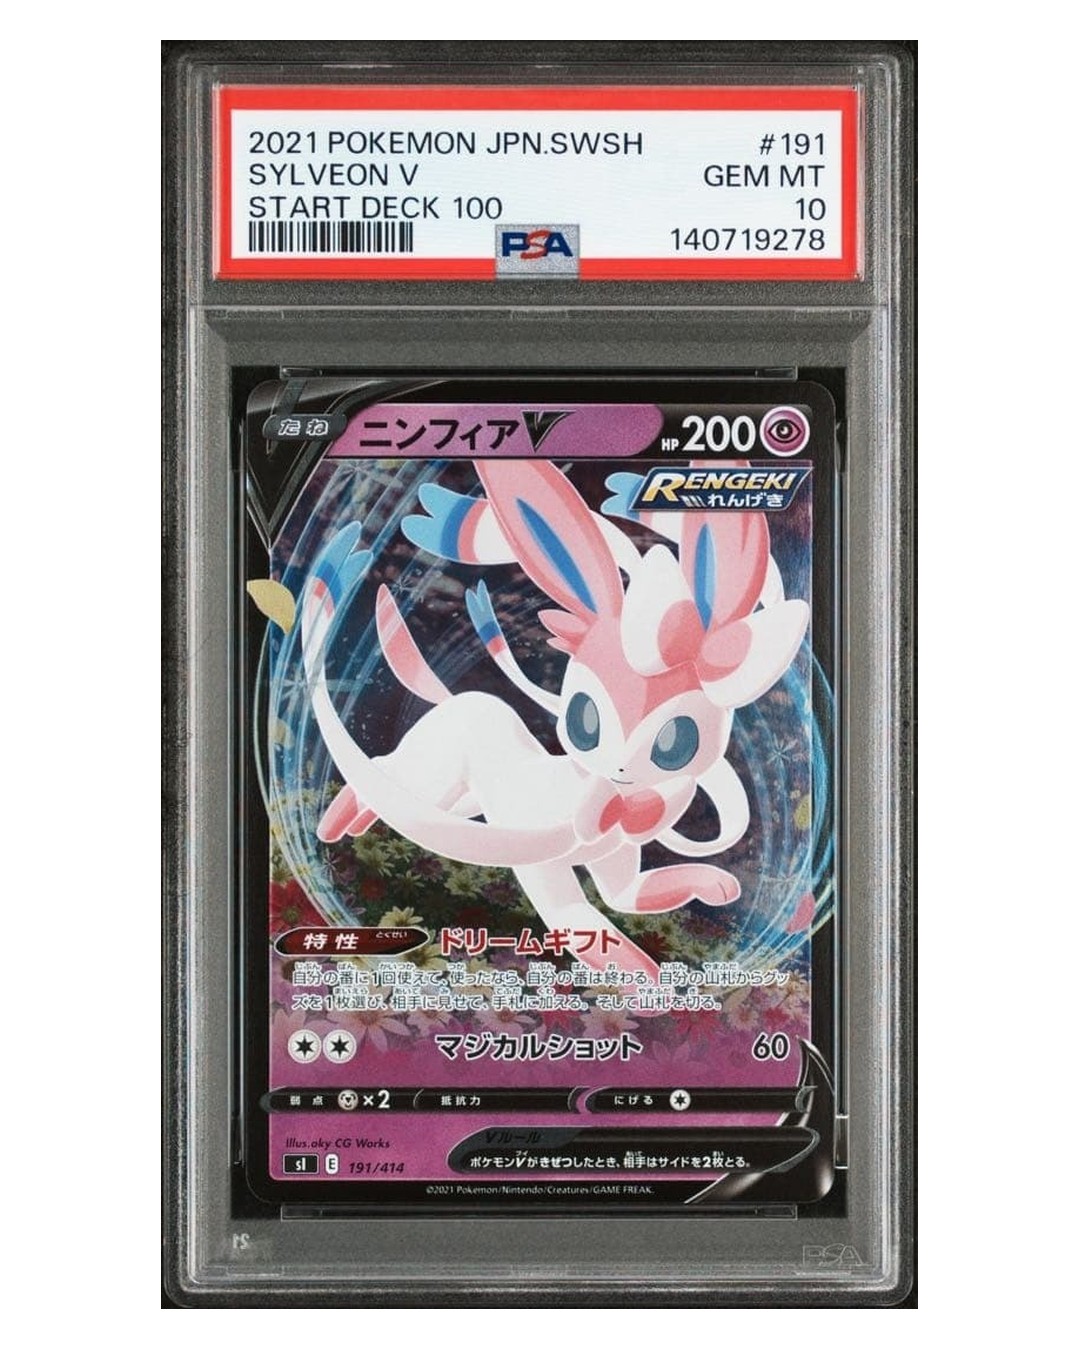 2021 POKEMON JPN.SWSH #191
SYLVEON V GEM MT
START DECK 100 10
PSA 140719278
たね ニンフィアV HP 200
RENGEKI
れんげき
特性 とくせい ドリームギフト
自分の番に1回使えて、使ったなら、自分の番は終わる。自分の山札からグッ
ズを1枚選び、相手に見せて、手札に加える。そして山札を切る。
マジカルショット 60
弱点 ×2 抵抗力 にげる
Illus.aky CG Works
Vルール
sI E 191/414
ポケモンVがきぜつしたとき、相手はサイドを2枚とる。
©2021 Pokémon/Nintendo/Creatures/GAME FREAK.
PSA